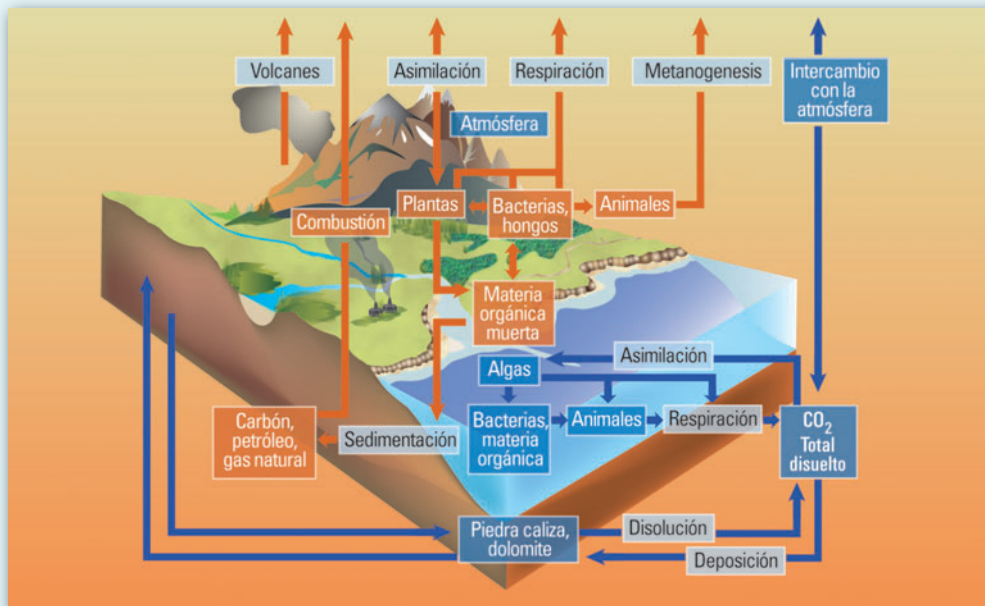 Volcanes
Asimilación
Respiración
Metanogenesis
Intercambio
con la
atmósfera
Atmósfera
Combustión
Plantas
Bacterias,
hongos
Animales
Materia
orgánica
muerta
Asimilación
Algas
Carbón,
petróleo,
gas natural
Sedimentación
Bacterias,
materia
orgánica
Animales
Respiración
CO₂
Total
disuelto
Piedra caliza,
dolomite
Disolución
Deposición